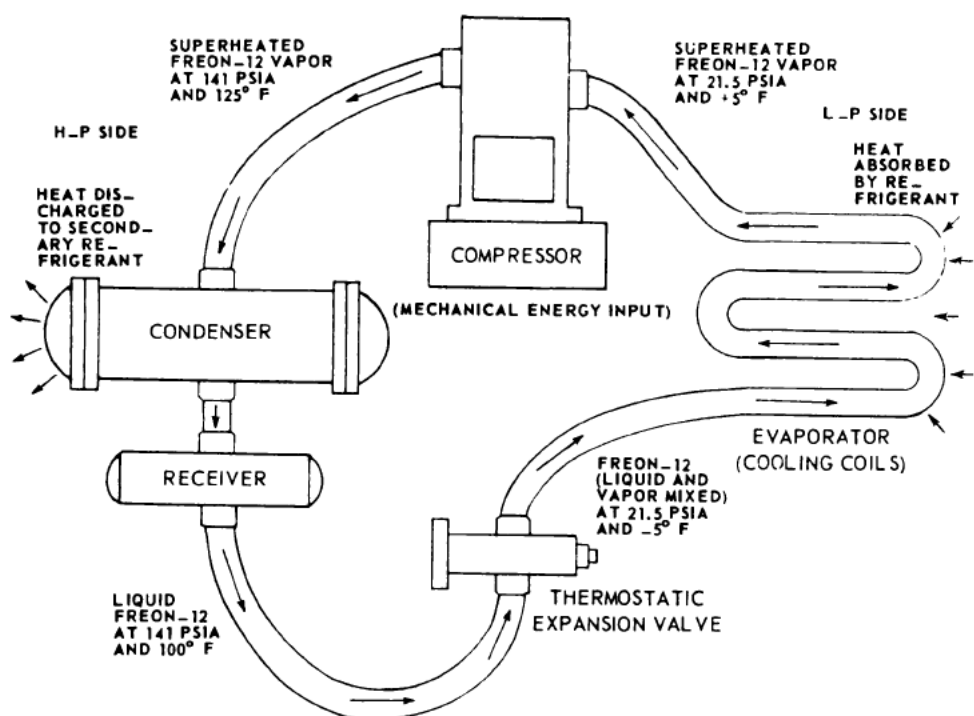 SUPERHEATED
FREON-12 VAPOR
AT 141 PSIA
AND 125° F
SUPERHEATED
FREON-12 VAPOR
AT 21.5 PSIA
AND +5° F
H-P SIDE
L-P SIDE
HEAT DIS-
CHARGED
TO SECOND-
ARY RE-
FRIGERANT
HEAT
ABSORBED
BY RE-
FRIGERANT
COMPRESSOR
(MECHANICAL ENERGY INPUT)
CONDENSER
RECEIVER
EVAPORATOR
(COOLING COILS)
FREON-12
(LIQUID AND
VAPOR MIXED)
AT 21.5 PSIA
AND -5° F
THERMOSTATIC
EXPANSION VALVE
LIQUID
FREON-12
AT 141 PSIA
AND 100° F